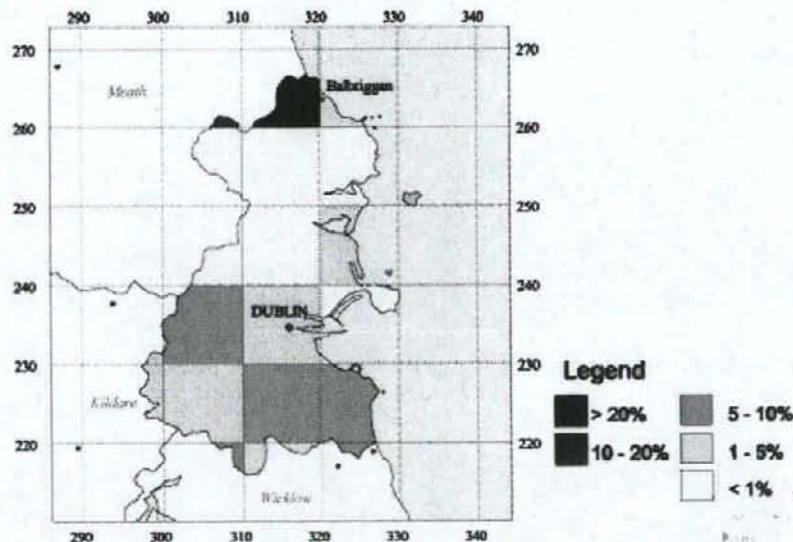 290 300 310 320 330 340
270 270
Meath
Balbriggan
260 260
250 250
240 240
DUBLIN
230 230
Legend
> 20% 5 - 10%
Kildare
10 - 20% 1 - 5%
220 220
< 1%
Wicklow
290 300 310 320 330 340